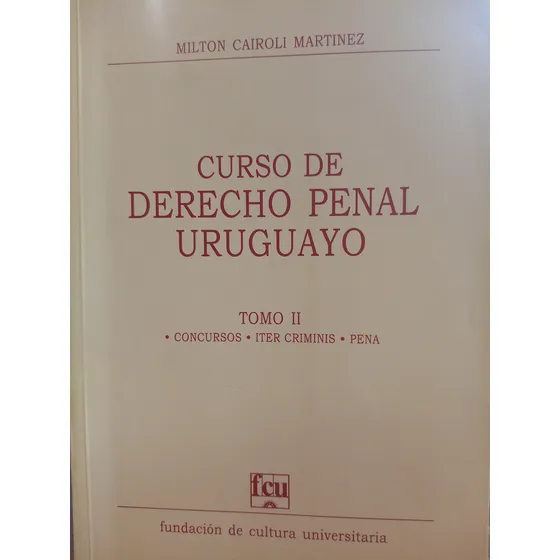 MILTON CAIROLI MARTINEZ
CURSO DE
DERECHO PENAL
URUGUAYO
TOMO II
• CONCURSOS • ITER CRIMINIS • PENA
fcu
fundación de cultura universitaria